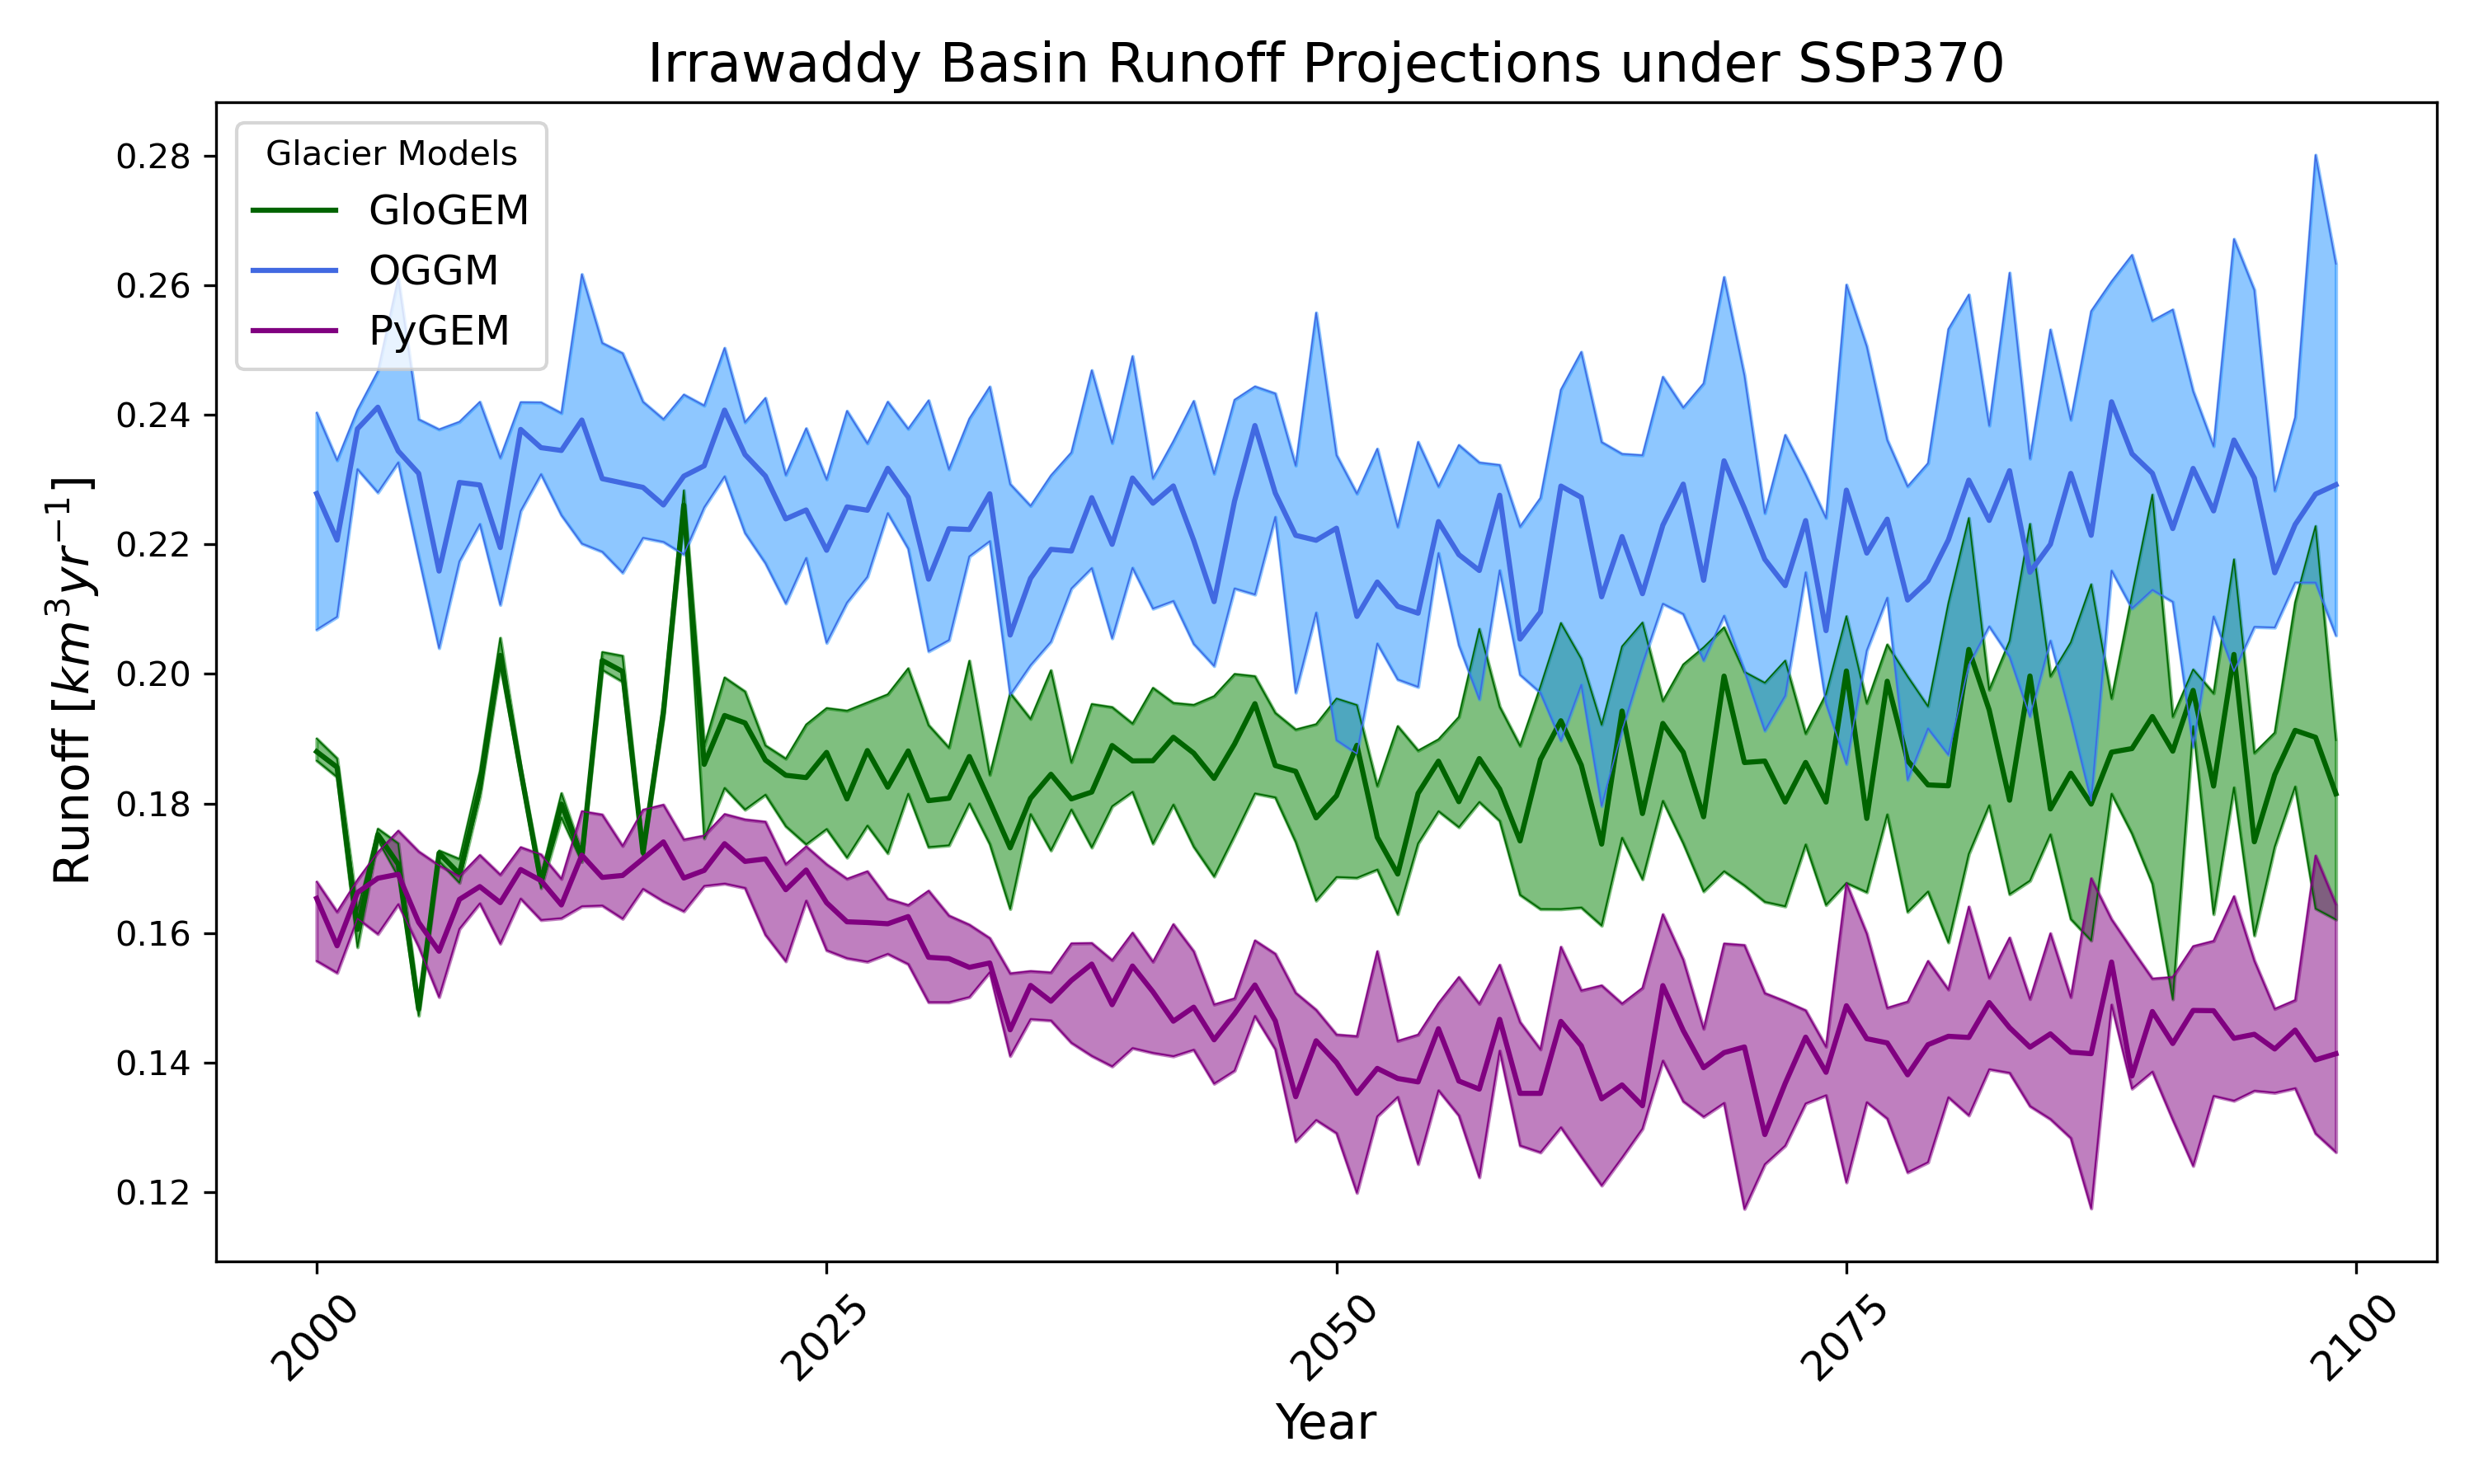 Irrawaddy Basin Runoff Projections under SSP370
Glacier Models
GloGEM
OGGM
PyGEM
Runoff [km³yr⁻¹]
0.28
0.26
0.24
0.22
0.20
0.18
0.16
0.14
0.12
2000
2025
2050
2075
2100
Year